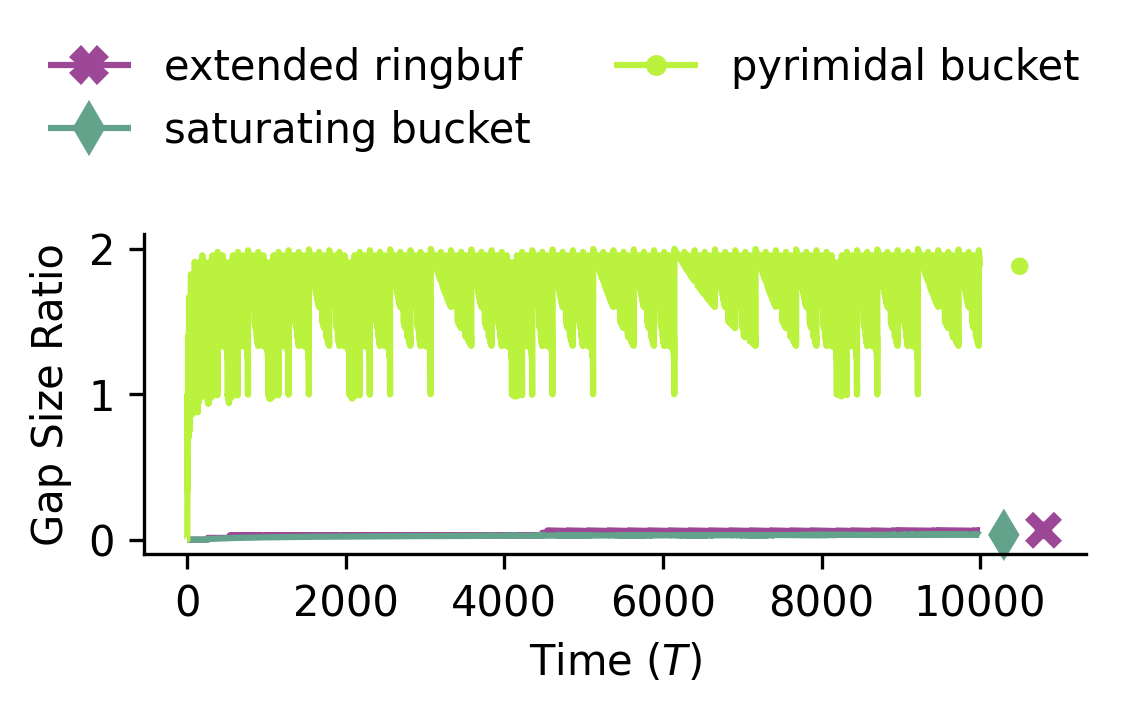 extended ringbuf
saturating bucket
pyrimidal bucket
Gap Size Ratio
2
1
0
0 2000 4000 6000 8000 10000
Time (T)